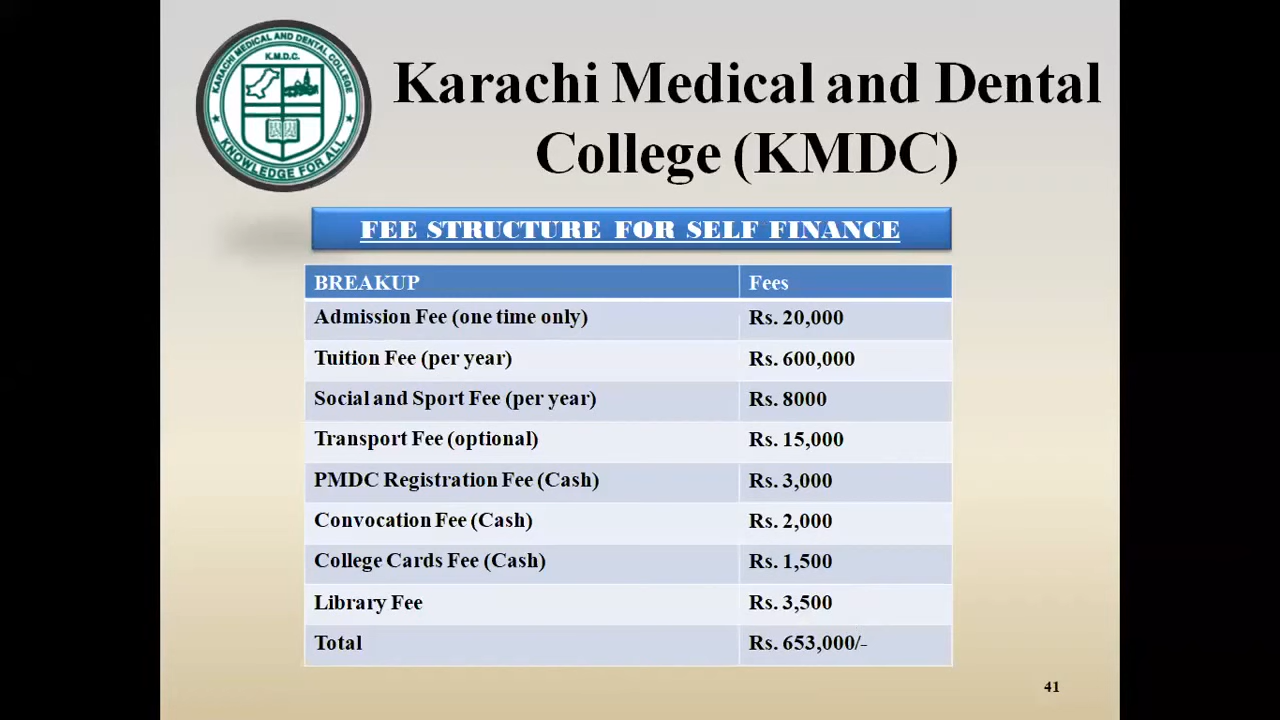 KARACHI MEDICAL AND DENTAL COLLEGE
K.M.D.C.
KNOWLEDGE FOR ALL
Karachi Medical and Dental
College (KMDC)
FEE STRUCTURE FOR SELF FINANCE
BREAKUP Fees
Admission Fee (one time only) Rs. 20,000
Tuition Fee (per year) Rs. 600,000
Social and Sport Fee (per year) Rs. 8000
Transport Fee (optional) Rs. 15,000
PMDC Registration Fee (Cash) Rs. 3,000
Convocation Fee (Cash) Rs. 2,000
College Cards Fee (Cash) Rs. 1,500
Library Fee Rs. 3,500
Total Rs. 653,000/-
41